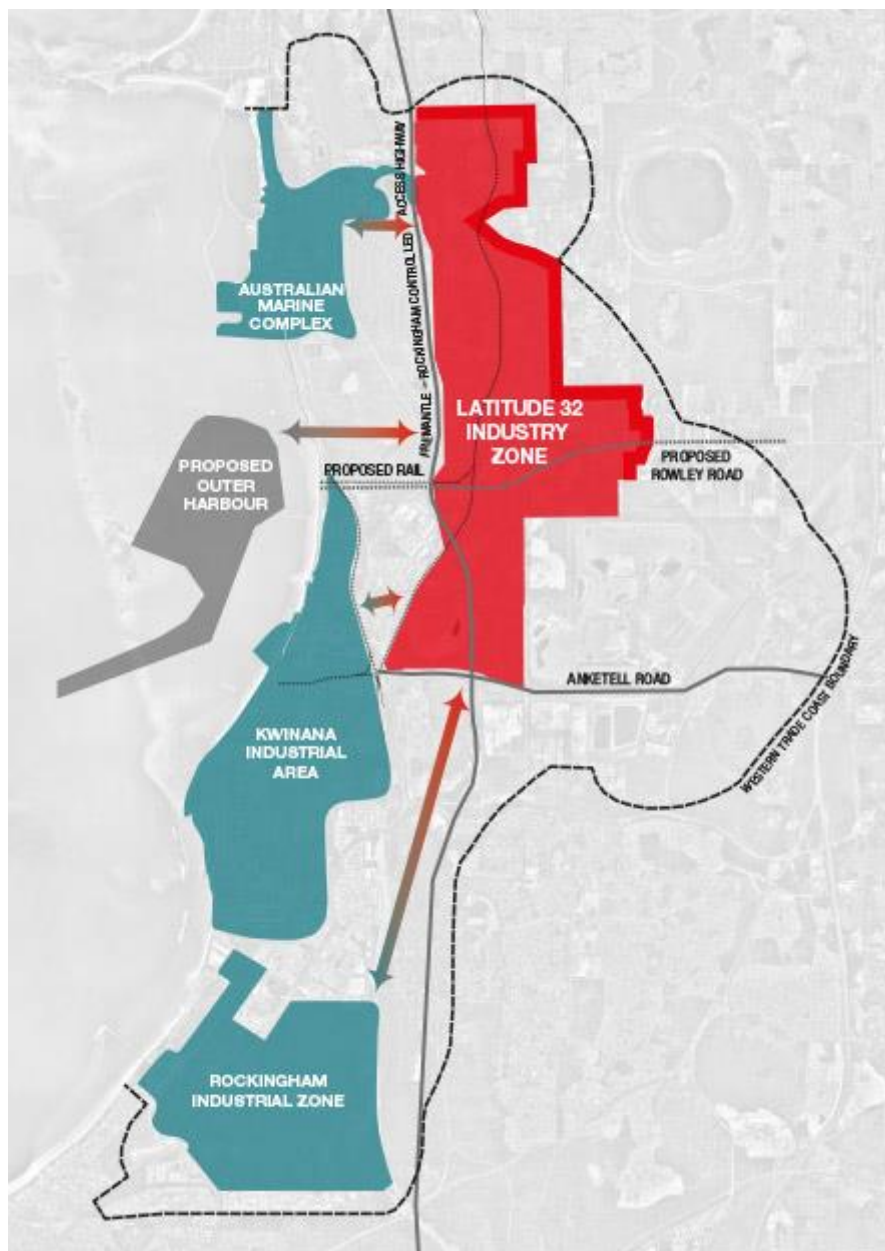 FREMANTLE - ROCKINGHAM CONTROLLED ACCESS HIGHWAY
AUSTRALIAN
MARINE
COMPLEX
LATITUDE 32
INDUSTRY
ZONE
PROPOSED
OUTER
HARBOUR
PROPOSED RAIL
PROPOSED
ROWLEY ROAD
ANKETELL ROAD
WESTERN TRADE COAST BOUNDARY
KWINANA
INDUSTRIAL
AREA
ROCKINGHAM
INDUSTRIAL ZONE